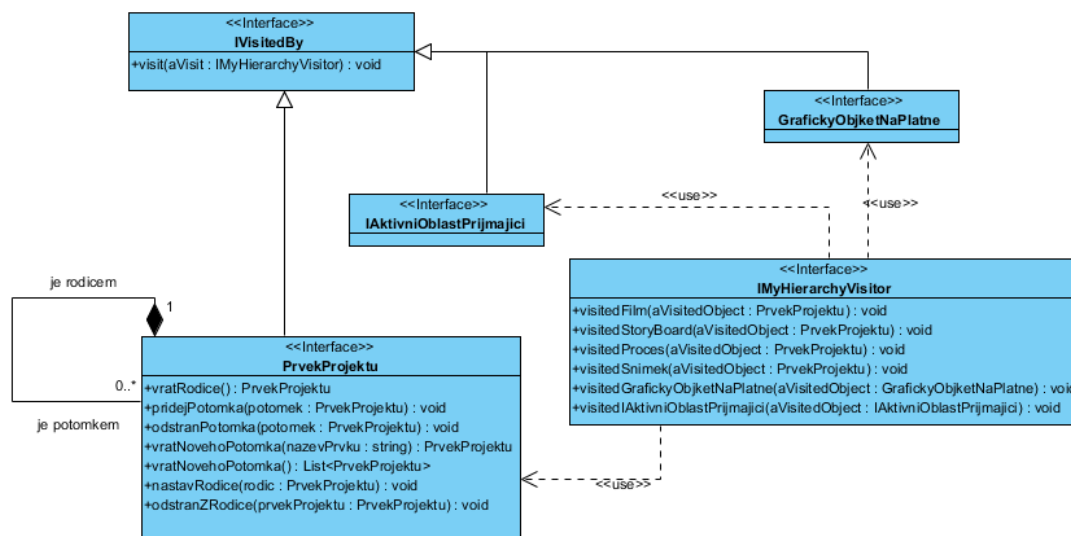 <<Interface>>
IVisitedBy
+visit(aVisit : IMyHierarchyVisitor) : void
<<Interface>>
GrafickyObjketNaPlatne
<<use>>
<<use>>
<<Interface>>
IAktivniOblastPrijmajici
<<Interface>>
IMyHierarchyVisitor
+visitedFilm(aVisitedObject : PrvekProjektu) : void
+visitedStoryBoard(aVisitedObject : PrvekProjektu) : void
+visitedProces(aVisitedObject : PrvekProjektu) : void
+visitedSnimek(aVisitedObject : PrvekProjektu) : void
+visitedGrafickyObjketNaPlatne(aVisitedObject : GrafickyObjketNaPlatne) : void
+visitedIAktivniOblastPrijmajici(aVisitedObject : IAktivniOblastPrijmajici) : void
<<use>>
je rodicem
1
0..*
je potomkem
<<Interface>>
PrvekProjektu
+vratRodice() : PrvekProjektu
+pridejPotomka(potomek : PrvekProjektu) : void
+odstranPotomka(potomek : PrvekProjektu) : void
+vratNovehoPotomka(nazevPrvku : string) : PrvekProjektu
+vratNovehoPotomka() : List<PrvekProjektu>
+nastavRodice(rodic : PrvekProjektu) : void
+odstranZRodice(prvekProjektu : PrvekProjektu) : void